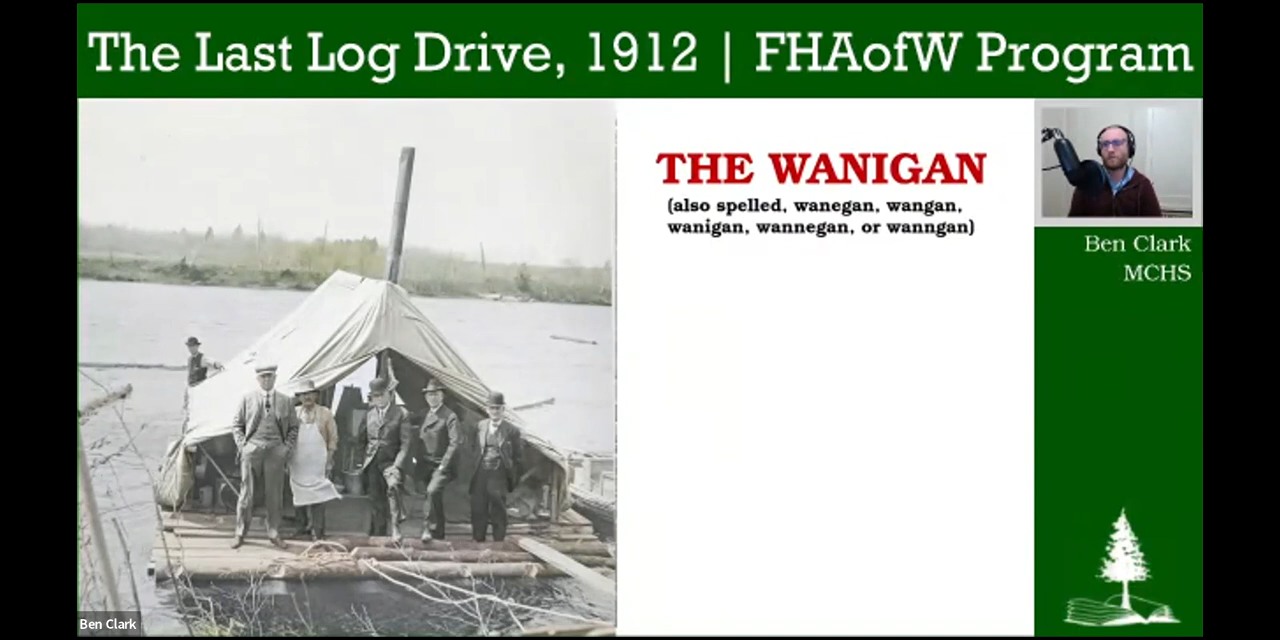 The Last Log Drive, 1912 | FHAofW Program
THE WANIGAN
(also spelled, wanegan, wangan,
wanigan, wannegan, or wanngan)
Ben Clark
MCHS
Ben Clark